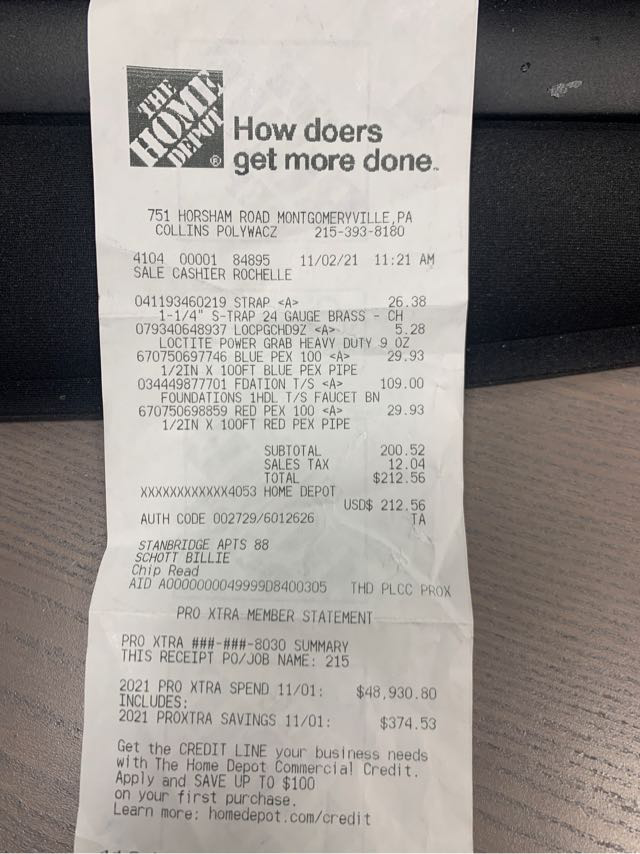 THE
HOME
DEPOT
®
How doers
get more done.
751 HORSHAM ROAD MONTGOMERYVILLE,PA
COLLINS POLYWACZ 215-393-8180
4104 00001 84895 11/02/21 11:21 AM
SALE CASHIER ROCHELLE
041193460219 STRAP <A> 26.38
1-1/4" S-TRAP 24 GAUGE BRASS - CH
079340648937 LOCPGCHD9Z <A> 5.28
LOCTITE POWER GRAB HEAVY DUTY 9 OZ
670750697746 BLUE PEX 100 <A> 29.93
1/2IN X 100FT BLUE PEX PIPE
034449877701 FDATION T/S <A> 109.00
FOUNDATIONS 1HDL T/S FAUCET BN
670750698859 RED PEX 100 <A> 29.93
1/2IN X 100FT RED PEX PIPE
SUBTOTAL 200.52
SALES TAX 12.04
TOTAL $212.56
XXXXXXXXXXXX4053 HOME DEPOT
USD$ 212.56
AUTH CODE 002729/6012626 TA
STANBRIDGE APTS 88
SCHOTT BILLIE
Chip Read
AID A0000000049999D8400305 THD PLCC PROX
PRO XTRA MEMBER STATEMENT
PRO XTRA ###-###-8030 SUMMARY
THIS RECEIPT PO/JOB NAME: 215
2021 PRO XTRA SPEND 11/01: $48,930.80
INCLUDES:
2021 PROXTRA SAVINGS 11/01: $374.53
Get the CREDIT LINE your business needs
with The Home Depot Commercial Credit.
Apply and SAVE UP TO $100
on your first purchase.
Learn more: homedepot.com/credit